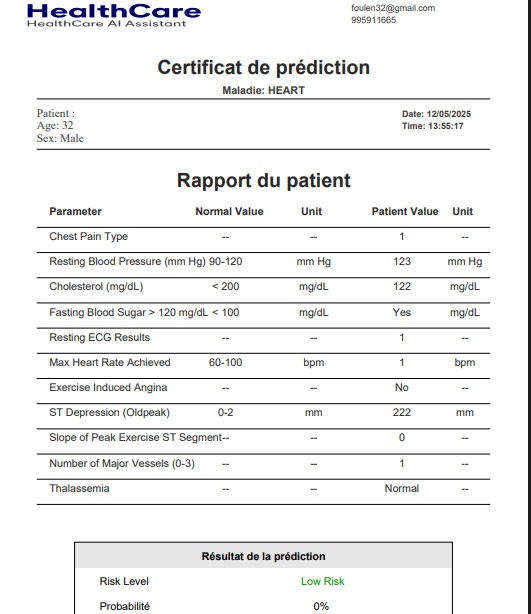 HealthCare
HealthCare AI Assistant
foulen32@gmail.com
995911665
Certificat de prédiction
Maladie: HEART
Patient :
Age: 32
Sex: Male
Date: 12/05/2025
Time: 13:55:17
Rapport du patient
Parameter Normal Value Unit Patient Value Unit
Chest Pain Type -- -- 1 --
Resting Blood Pressure (mm Hg) 90-120 mm Hg 123 mm Hg
Cholesterol (mg/dL) < 200 mg/dL 122 mg/dL
Fasting Blood Sugar > 120 mg/dL < 100 mg/dL Yes mg/dL
Resting ECG Results -- -- 1 --
Max Heart Rate Achieved 60-100 bpm 1 bpm
Exercise Induced Angina -- -- No --
ST Depression (Oldpeak) 0-2 mm 222 mm
Slope of Peak Exercise ST Segment-- -- 0 --
Number of Major Vessels (0-3) -- -- 1 --
Thalassemia -- -- Normal --
Résultat de la prédiction
Risk Level Low Risk
Probabilité 0%